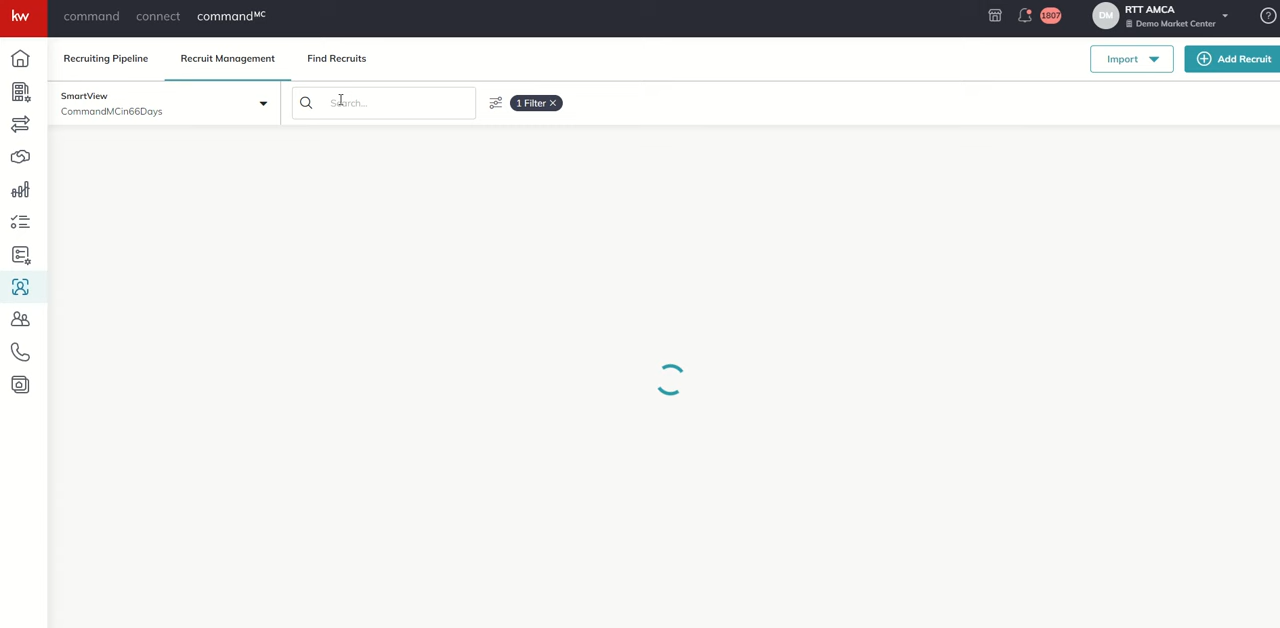 kw
command connect commandMC
1807
DM
RTT AMCA
Demo Market Center
?
Recruiting Pipeline Recruit Management Find Recruits
Import
Add Recruit
SmartView
CommandMCin66Days
Search...
1 Filter